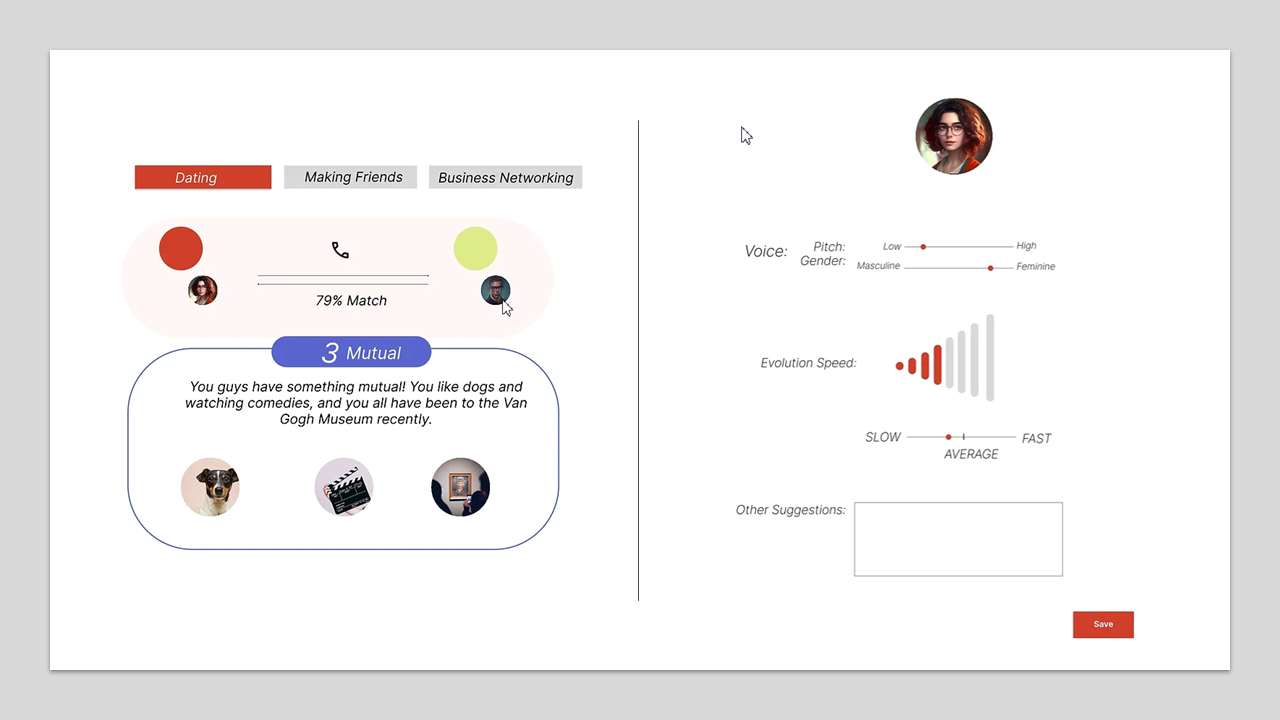 Dating
Making Friends
Business Networking
79% Match
3 Mutual
You guys have something mutual! You like dogs and
watching comedies, and you all have been to the Van
Gogh Museum recently.
Voice:
Pitch:
Low
High
Gender:
Masculine
Feminine
Evolution Speed:
SLOW
FAST
AVERAGE
Other Suggestions:
Save